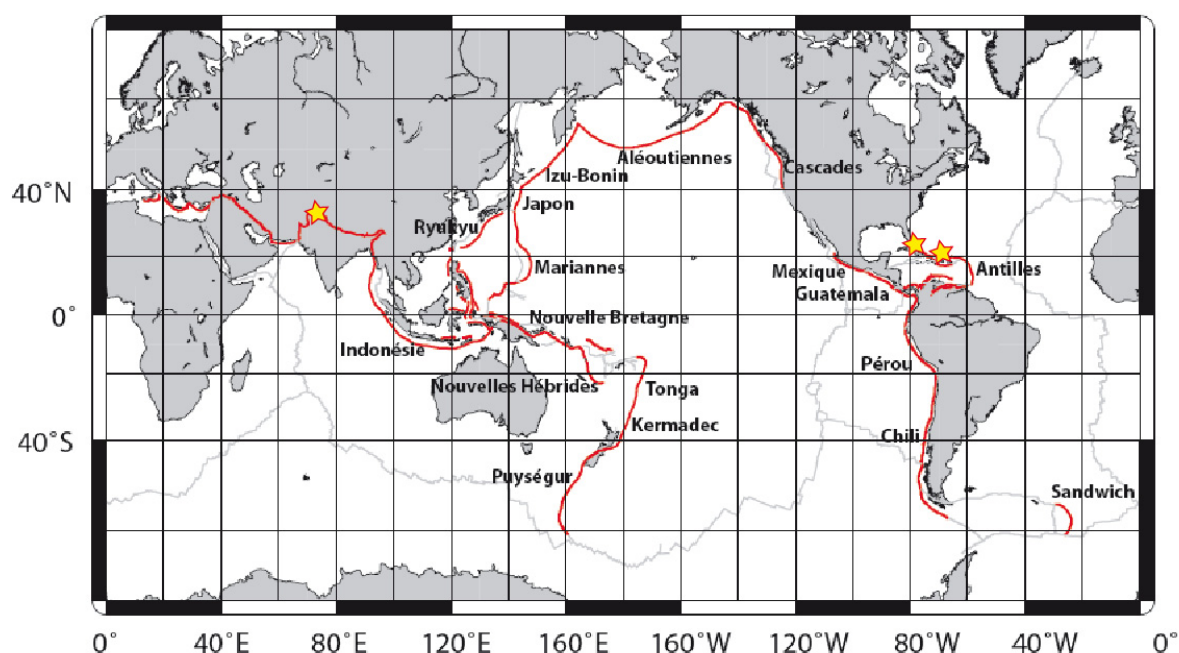 Aléoutiennes
Cascades
Izu-Bonin
40°N
Japon
Ryukyu
Mariannes
Mexique
Antilles
Guatemala
0°
Nouvelle Bretagne
Indonésie
Pérou
Nouvelles Hébrides
Tonga
Kermadec
40°S
Chili
Puységur
Sandwich
0° 40°E 80°E 120°E 160°E 160°W 120°W 80°W 40°W 0°